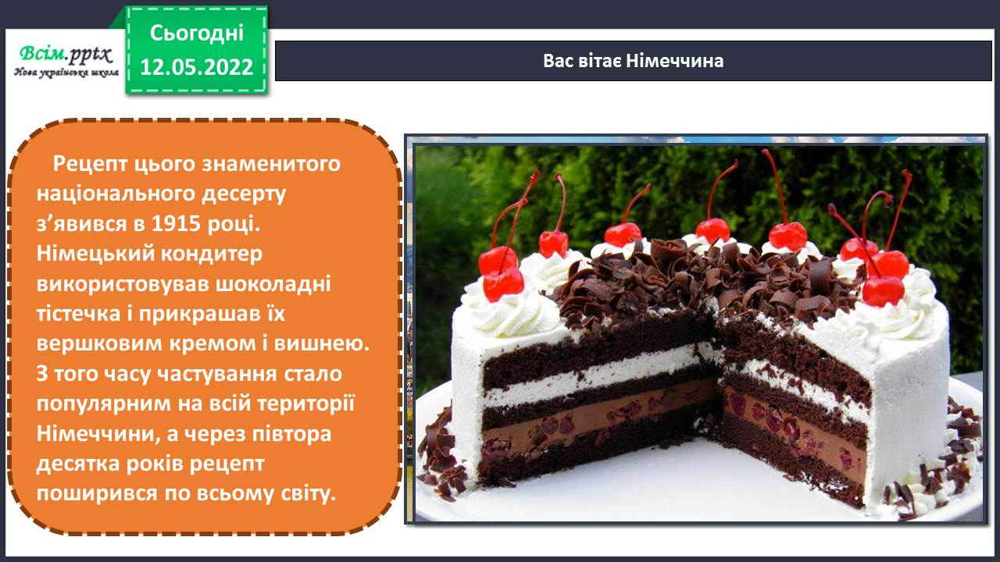 Сьогодні
12.05.2022
Всім.pptx
Нова українська школа
Вас вітає Німеччина
Рецепт цього знаменитого
національного десерту
з’явився в 1915 році.
Німецький кондитер
використовував шоколадні
тістечка і прикрашав їх
вершковим кремом і вишнею.
З того часу частування стало
популярним на всій території
Німеччини, а через півтора
десятка років рецепт
поширився по всьому світу.